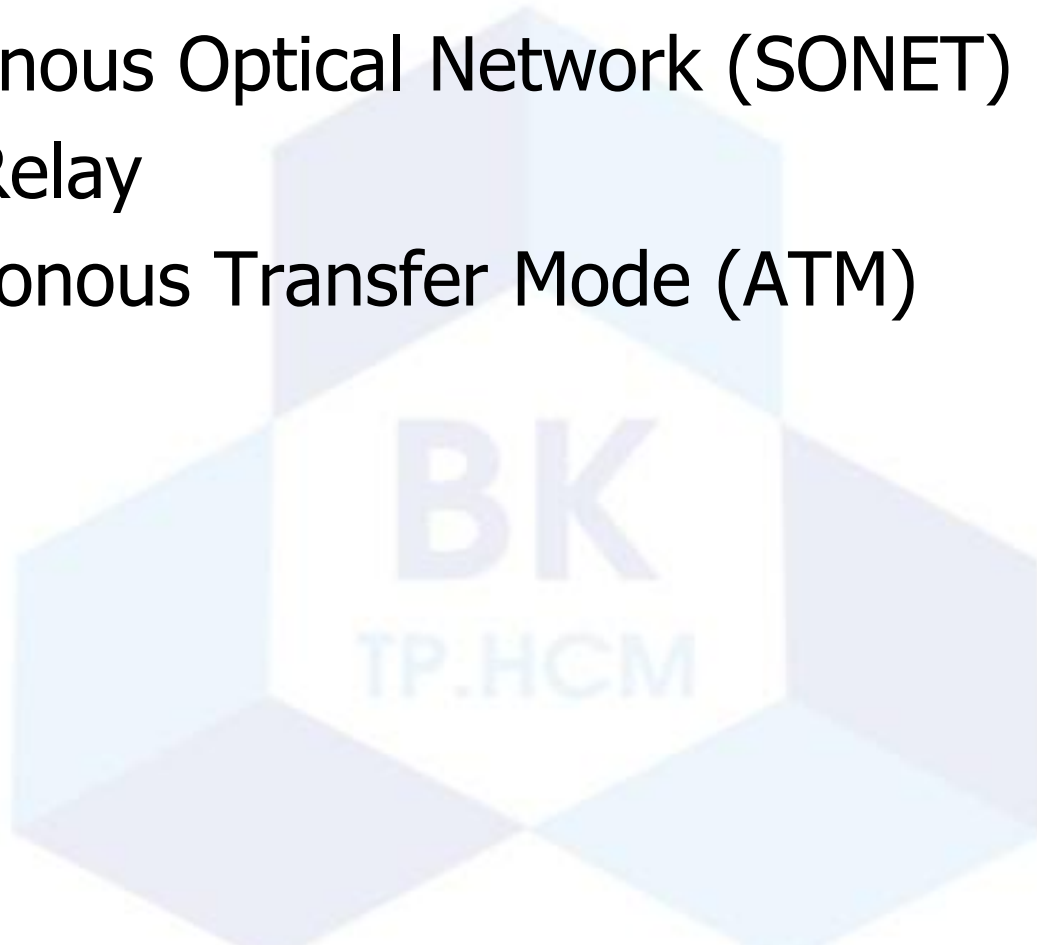 nous Optical Network (SONET)
Relay
onous Transfer Mode (ATM)
BK
TP.HCM